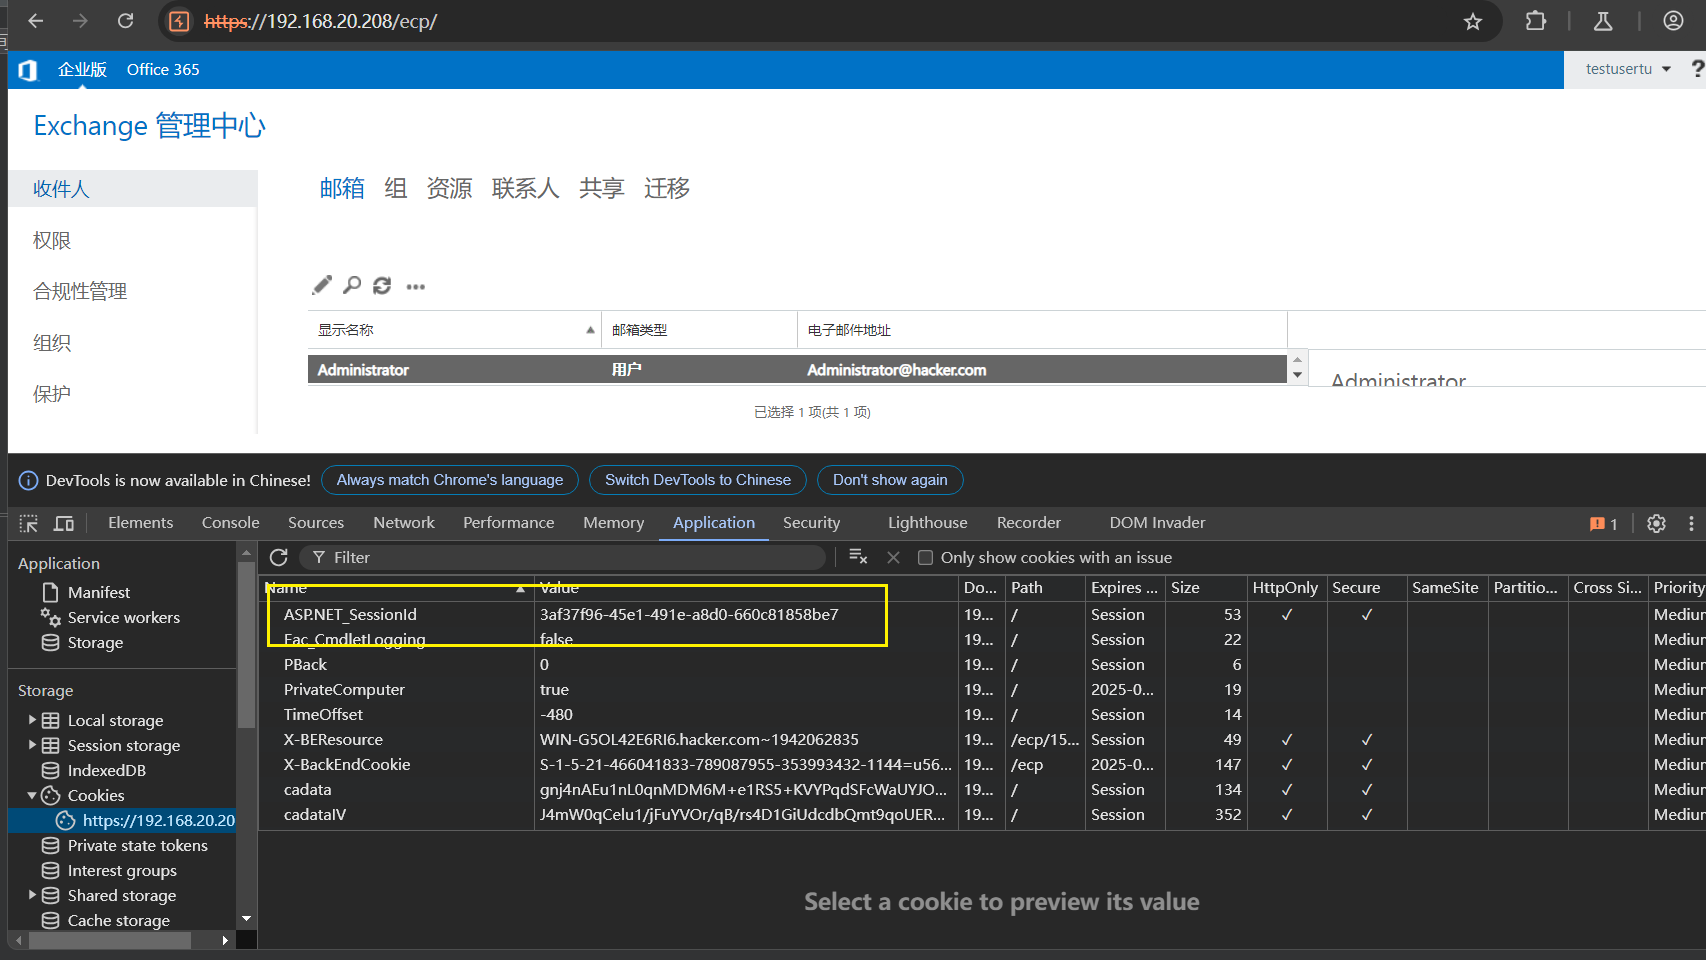 https://192.168.20.208/ecp/
企业版 Office 365 testusertu ?
Exchange 管理中心
收件人
权限
合规性管理
组织
保护
邮箱 组 资源 联系人 共享 迁移
显示名称 邮箱类型 电子邮件地址
Administrator 用户 Administrator@hacker.com
Administrator
已选择 1 项(共 1 项)
DevTools is now available in Chinese! Always match Chrome's language Switch DevTools to Chinese Don't show again
Elements Console Sources Network Performance Memory Application Security Lighthouse Recorder DOM Invader 1
Application
Manifest
Service workers
Storage
Storage
Local storage
Session storage
IndexedDB
Cookies
https://192.168.20.20
Private state tokens
Interest groups
Shared storage
Cache storage
Filter Only show cookies with an issue
Name Value Do... Path Expires ... Size HttpOnly Secure SameSite Partitio... Cross Si... Priority
ASP.NET_SessionId 3af37f96-45e1-491e-a8d0-660c81858be7 19... / Session 53 ✓ ✓ Medium
Eac_CmdletLogging false 19... / Session 22 Medium
PBack 0 19... / Session 6 Medium
PrivateComputer true 19... / 2025-0... 19 Medium
TimeOffset -480 19... / Session 14 Medium
X-BEResource WIN-G5OL42E6RI6.hacker.com~1942062835 19... /ecp/15... Session 49 ✓ ✓ Medium
X-BackEndCookie S-1-5-21-466041833-789087955-353993432-1144=u56... 19... /ecp 2025-0... 147 ✓ ✓ Medium
cadata gnj4nAEu1nL0qnMDM6M+e1RS5+KVYPqdSFcWaUYJO... 19... / Session 134 ✓ ✓ Medium
cadataIV J4mW0qCelu1/jFuYVOr/qB/rs4D1GiUdcdbQmt9qoUER... 19... / Session 352 ✓ ✓ Medium
Select a cookie to preview its value